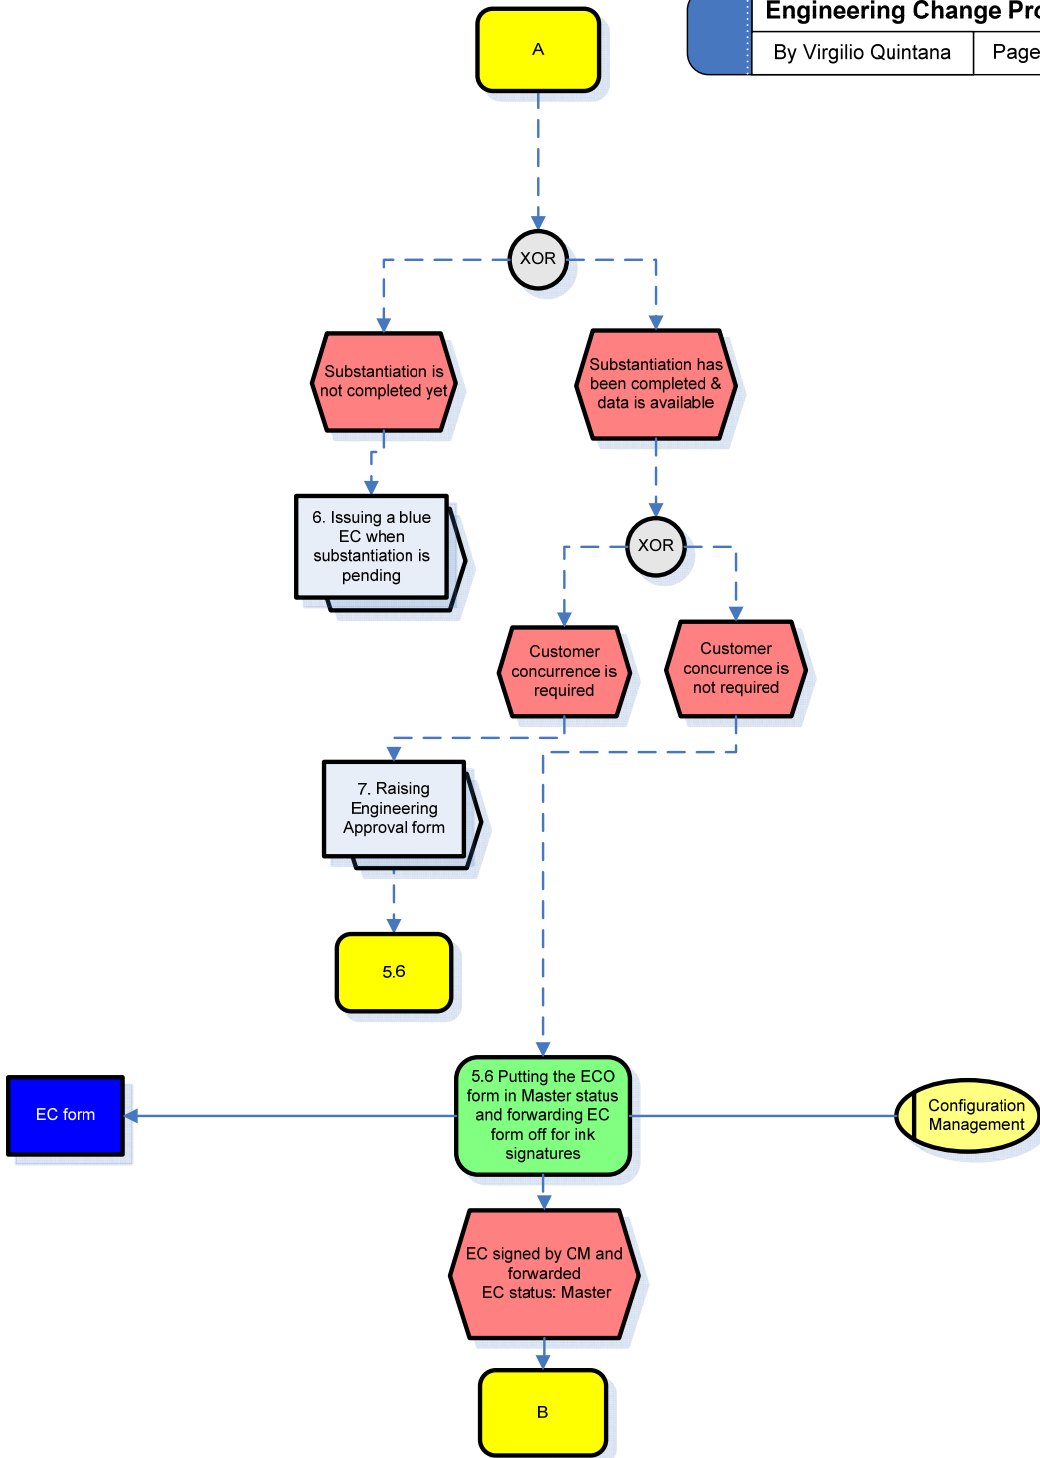 Engineering Change Pro
By Virgilio Quintana
Page
A
XOR
Substantiation is
not completed yet
Substantiation has
been completed &
data is available
6. Issuing a blue
EC when
substantiation is
pending
XOR
Customer
concurrence is
required
Customer
concurrence is
not required
7. Raising
Engineering
Approval form
5.6
5.6 Putting the ECO
form in Master status
and forwarding EC
form off for ink
signatures
EC form
Configuration
Management
EC signed by CM and
forwarded
EC status: Master
B